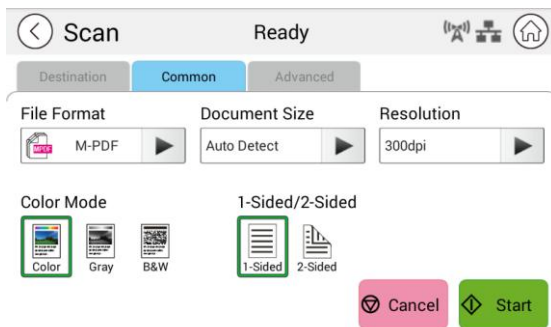 Scan Ready
Destination Common Advanced
File Format Document Size Resolution
MPDF M-PDF Auto Detect 300dpi
Color Mode 1-Sided/2-Sided
Color Gray B&W 1-Sided 2-Sided
Cancel Start